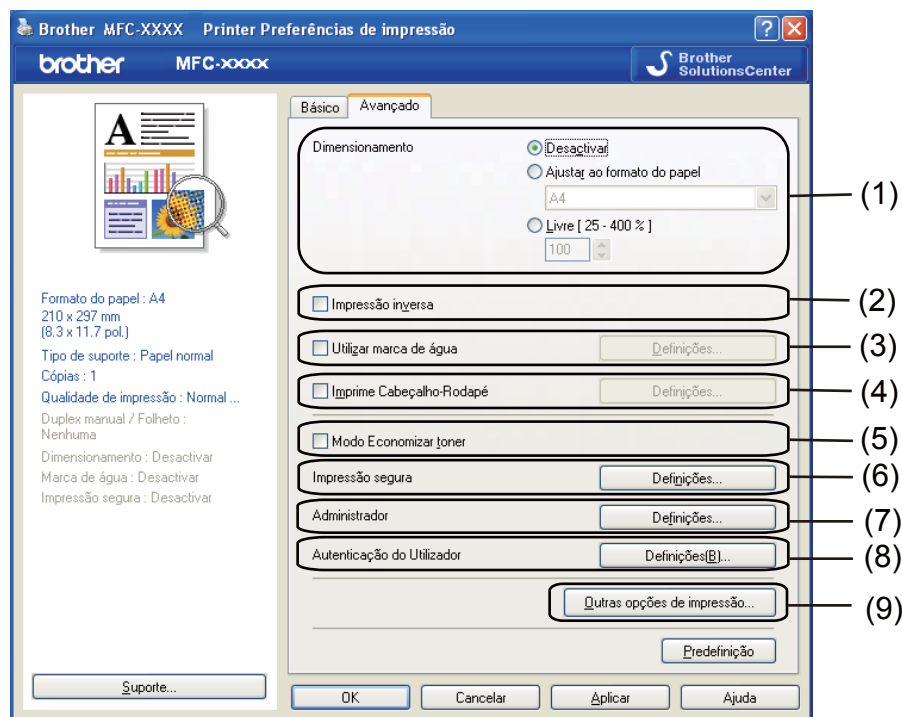 Brother MFC-XXXX Printer Preferências de impressão
brother MFC-xxxx
Brother
SolutionsCenter
A
Formato do papel : A4
210 x 297 mm
(8.3 x 11.7 pol.)
Tipo de suporte : Papel normal
Cópias : 1
Qualidade de impressão : Normal ...
Duplex manual / Folheto :
Nenhuma
Dimensionamento : Desactivar
Marca de água : Desactivar
Impressão segura : Desactivar
Suporte...
Básico Avançado
Dimensionamento Desactivar
Ajustar ao formato do papel
A4
(1)
Livre [ 25 - 400 % ]
100
Impressão inversa (2)
Utilizar marca de água Definições... (3)
Imprime Cabeçalho-Rodapé Definições... (4)
Modo Economizar toner (5)
Impressão segura Definições... (6)
Administrador Definições... (7)
Autenticação do Utilizador Definições(B)... (8)
Outras opções de impressão... (9)
Predefinição
OK Cancelar Aplicar Ajuda